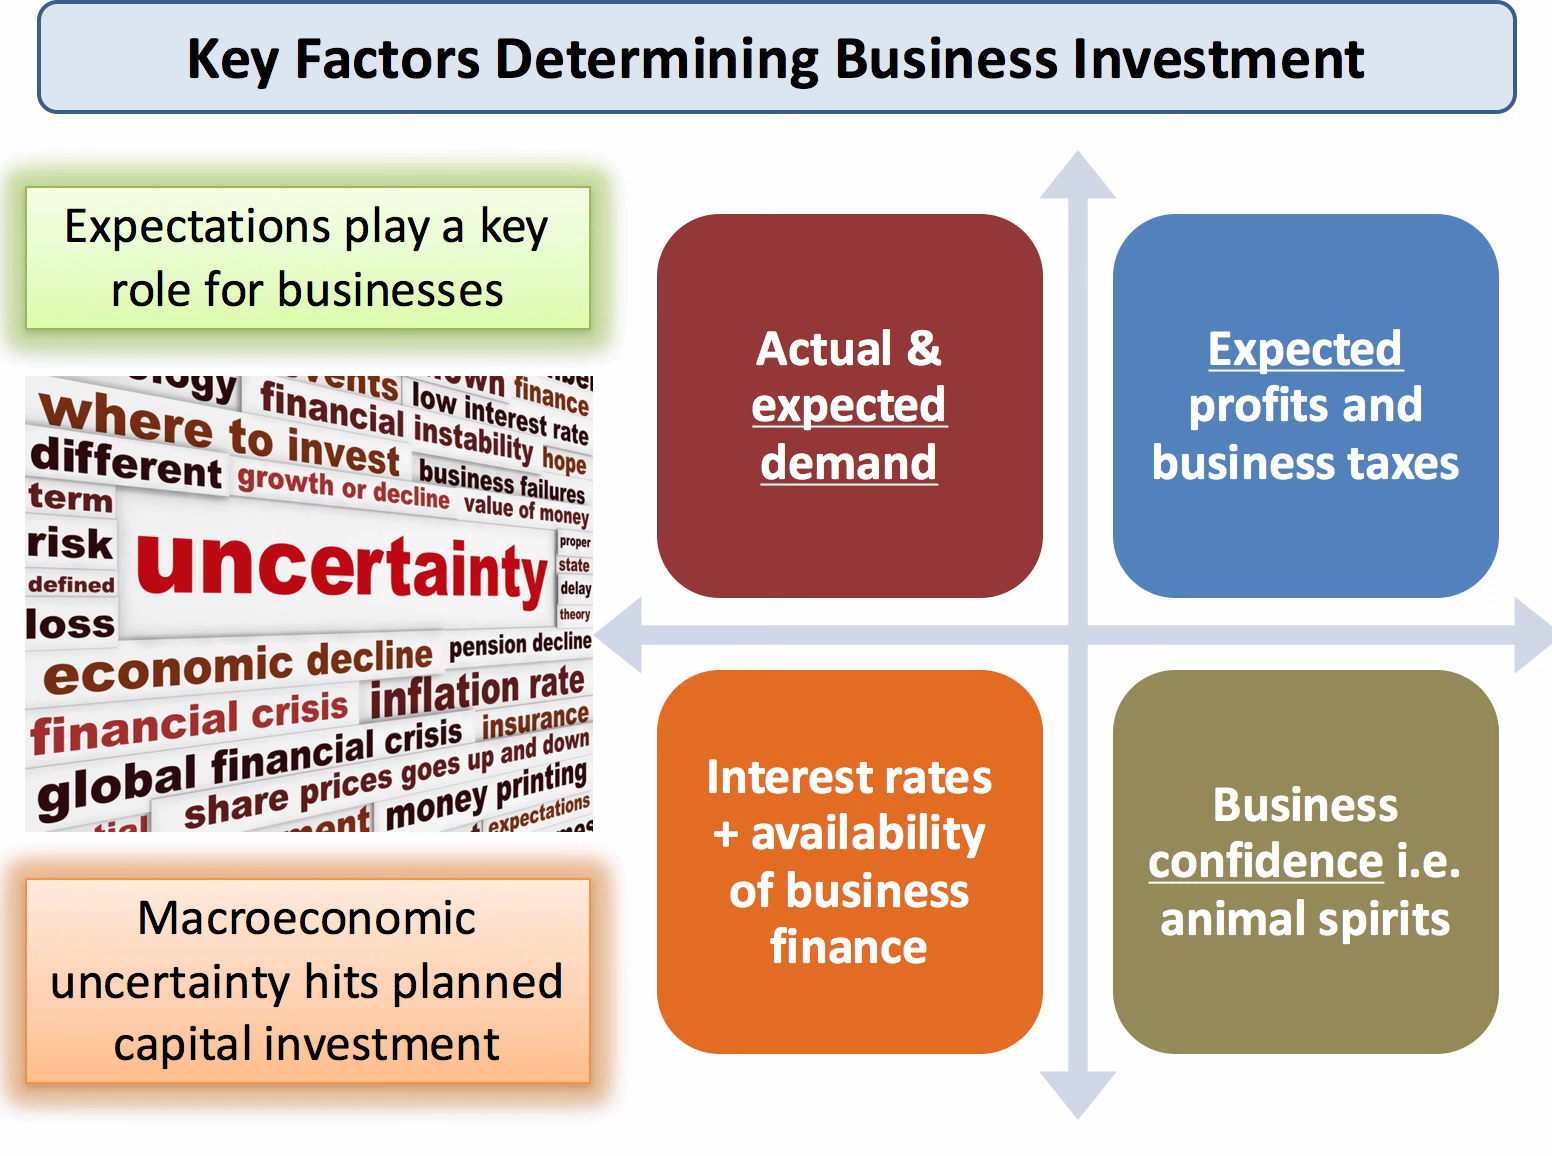 Key Factors Determining Business Investment
Expectations play a key
role for businesses
finance
low interest rate
financial instability
hope
where to invest
different
business failures
growth or decline
value of money
term
risk
uncertainty
proper
state
delay
theory
defined
loss
economic decline
pension decline
financial crisis
inflation rate
insurance
global financial crisis
share prices goes up and down
money printing
expectations
Macroeconomic
uncertainty hits planned
capital investment
Actual &
expected
demand
Expected
profits and
business taxes
Interest rates
+ availability
of business
finance
Business
confidence i.e.
animal spirits